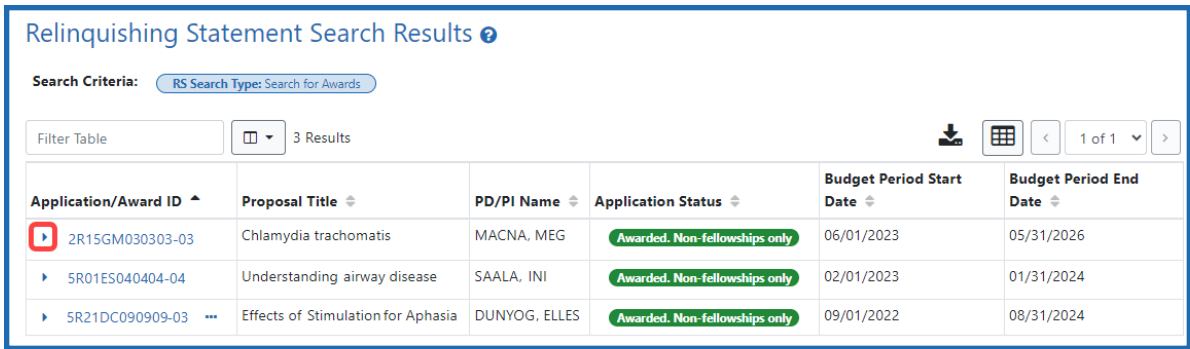 Relinquishing Statement Search Results
Search Criteria: RS Search Type: Search for Awards
Filter Table 3 Results 1 of 1
Application/Award ID Proposal Title PD/PI Name Application Status Budget Period Start Date Budget Period End Date
2R15GM030303-03 Chlamydia trachomatis MACNA, MEG Awarded. Non-fellowships only 06/01/2023 05/31/2026
5R01ES040404-04 Understanding airway disease SAALA, INI Awarded. Non-fellowships only 02/01/2023 01/31/2024
5R21DC090909-03 Effects of Stimulation for Aphasia DUNYOG, ELLES Awarded. Non-fellowships only 09/01/2022 08/31/2024